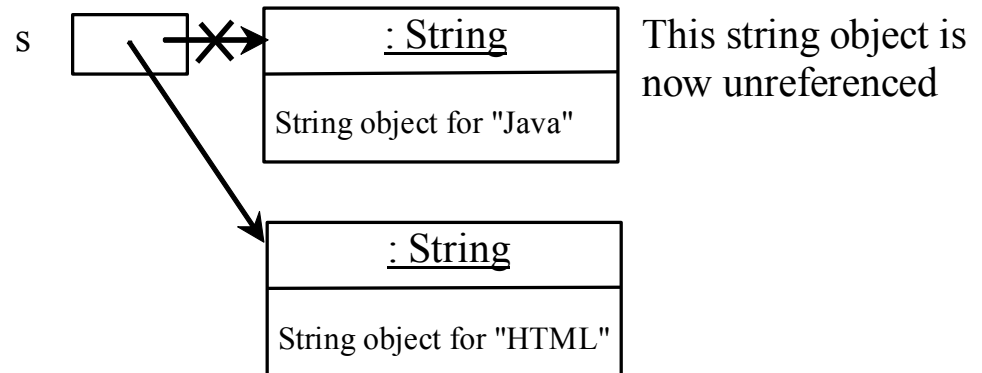 s
: String
This string object is
now unreferenced
String object for "Java"
: String
String object for "HTML"